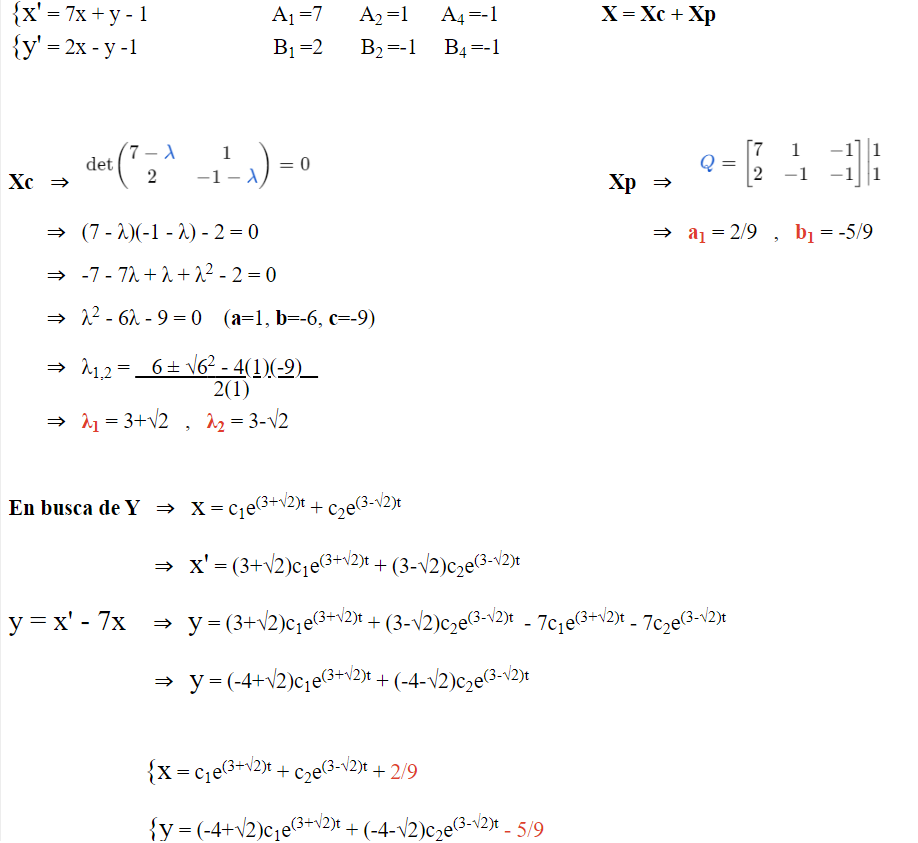 {x' = 7x + y - 1 A₁ =7 A₂ =1 A₄ =-1 X = Xc + Xp
{y' = 2x - y -1 B₁ =2 B₂ =-1 B₄ =-1
Xc ⇒ det(7 − λ 1 2 −1 − λ) = 0 Xp ⇒ Q = [7 1 −1 2 −1 −1]|1 1
⇒ (7 - λ)(-1 - λ) - 2 = 0 ⇒ a₁ = 2/9 , b₁ = -5/9
⇒ -7 - 7λ + λ + λ² - 2 = 0
⇒ λ² - 6λ - 9 = 0 (a=1, b=-6, c=-9)
⇒ λ₁,₂ = 6 ± √6² - 4(1)(-9)
2(1)
⇒ λ₁ = 3+√2 , λ₂ = 3-√2
En busca de Y ⇒ x = c₁e^(3+√2)t + c₂e^(3-√2)t
⇒ x' = (3+√2)c₁e^(3+√2)t + (3-√2)c₂e^(3-√2)t
y = x' - 7x ⇒ y = (3+√2)c₁e^(3+√2)t + (3-√2)c₂e^(3-√2)t - 7c₁e^(3+√2)t - 7c₂e^(3-√2)t
⇒ y = (-4+√2)c₁e^(3+√2)t + (-4-√2)c₂e^(3-√2)t
{x = c₁e^(3+√2)t + c₂e^(3-√2)t + 2/9
{y = (-4+√2)c₁e^(3+√2)t + (-4-√2)c₂e^(3-√2)t - 5/9